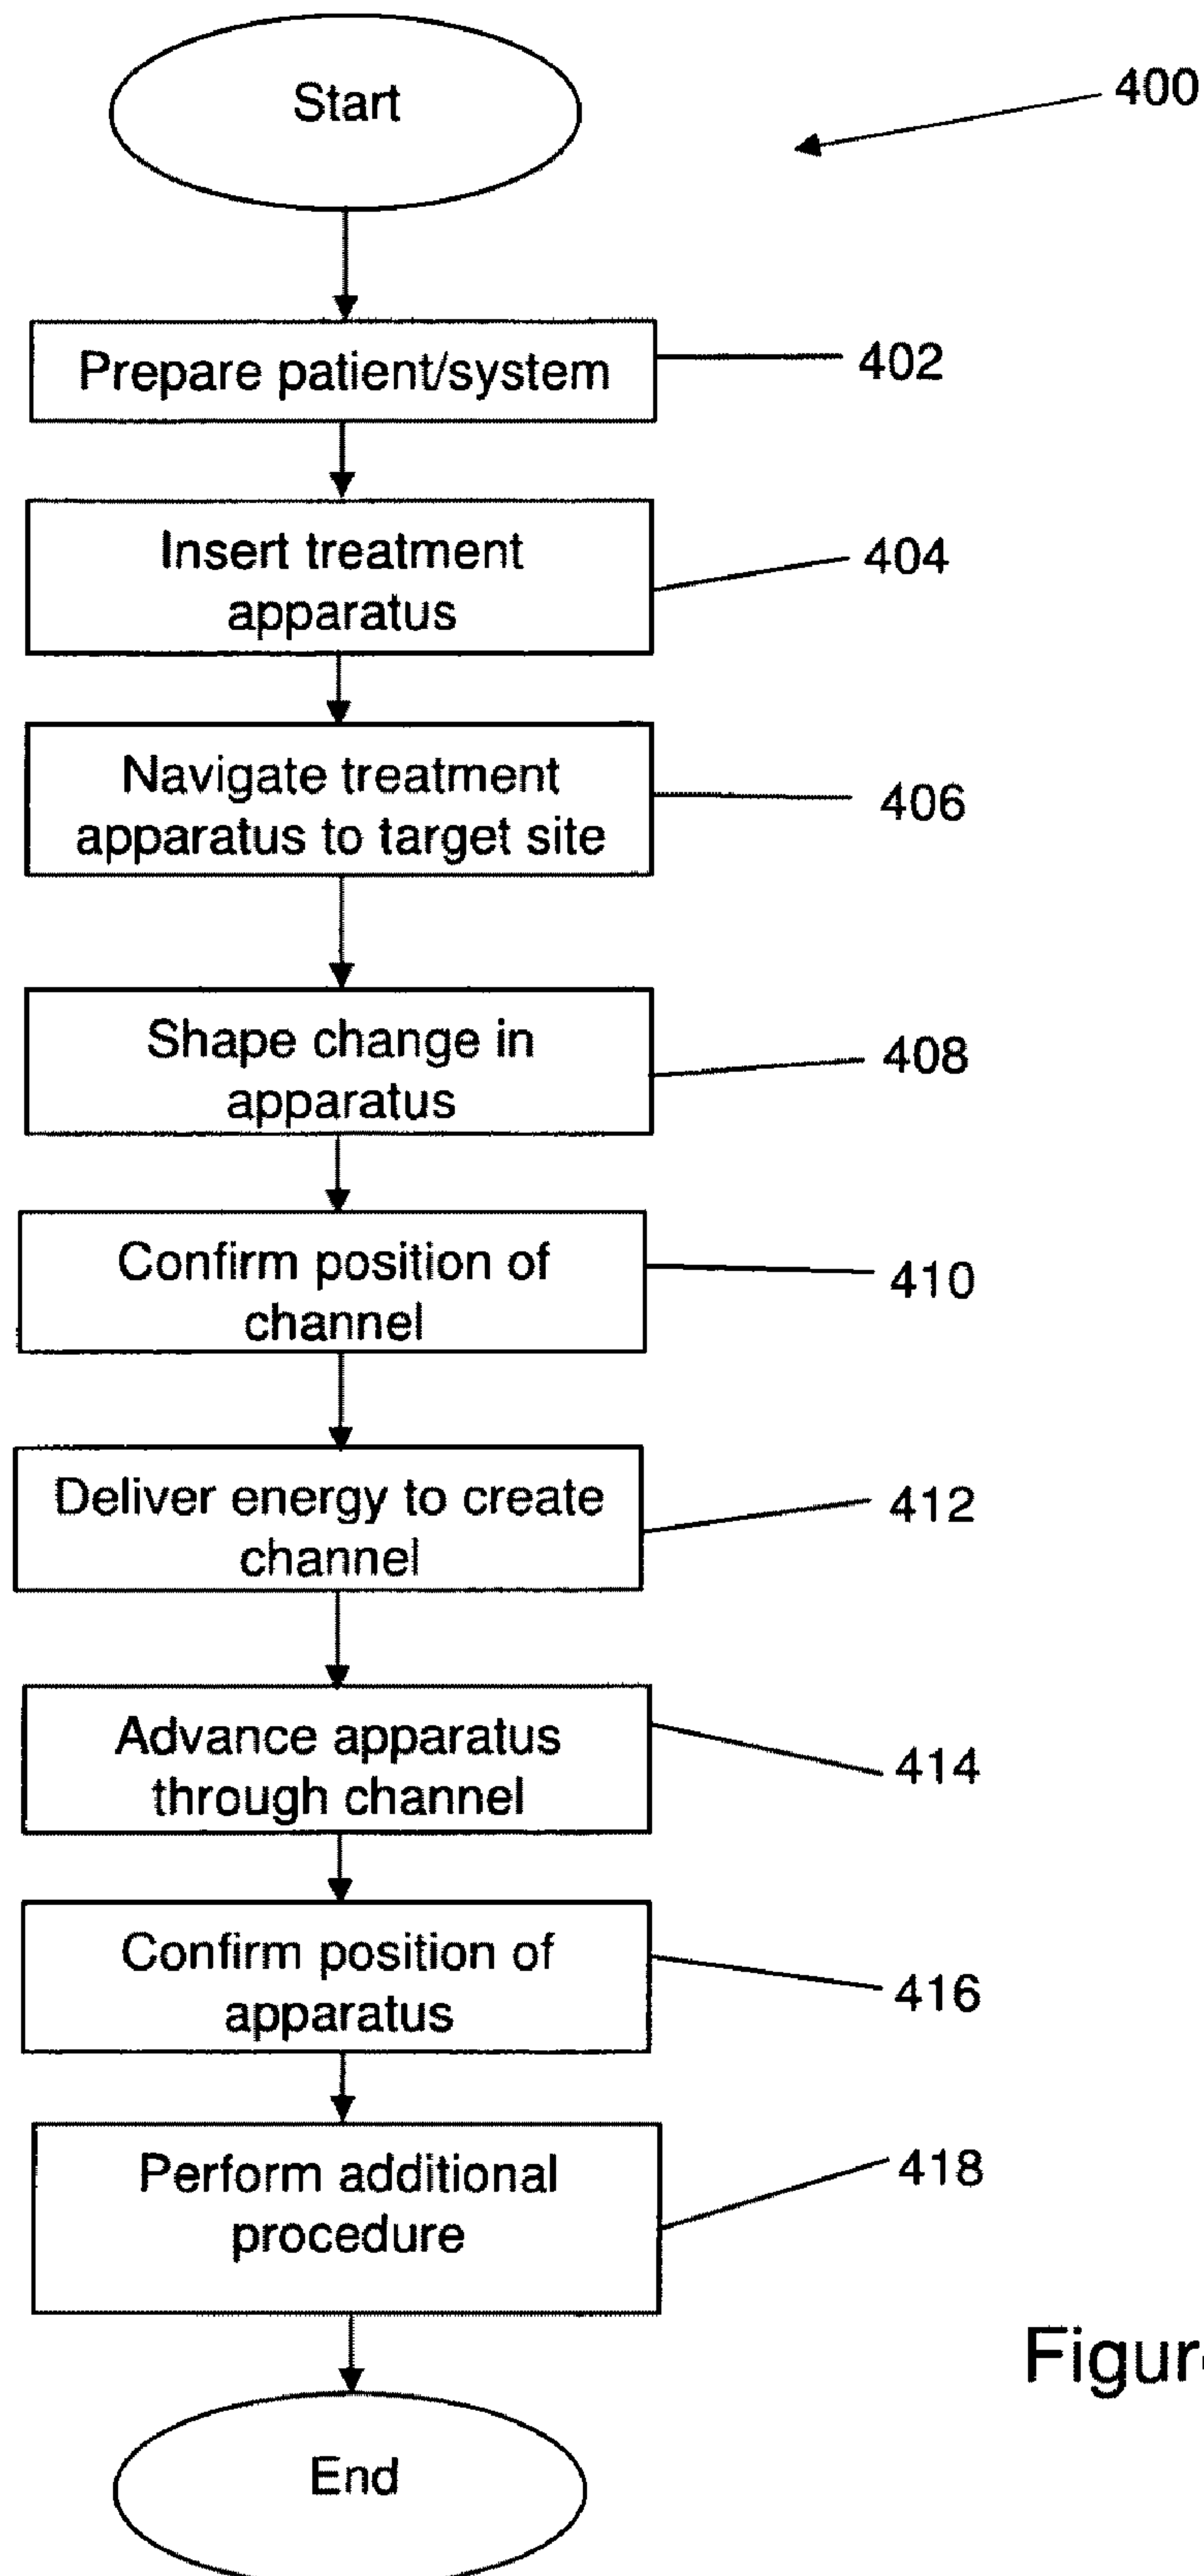 Start
400
Prepare patient/system
402
Insert treatment
apparatus
404
Navigate treatment
apparatus to target site
406
Shape change in
apparatus
408
Confirm position of
channel
410
Deliver energy to create
channel
412
Advance apparatus
through channel
414
Confirm position of
apparatus
416
Perform additional
procedure
418
End